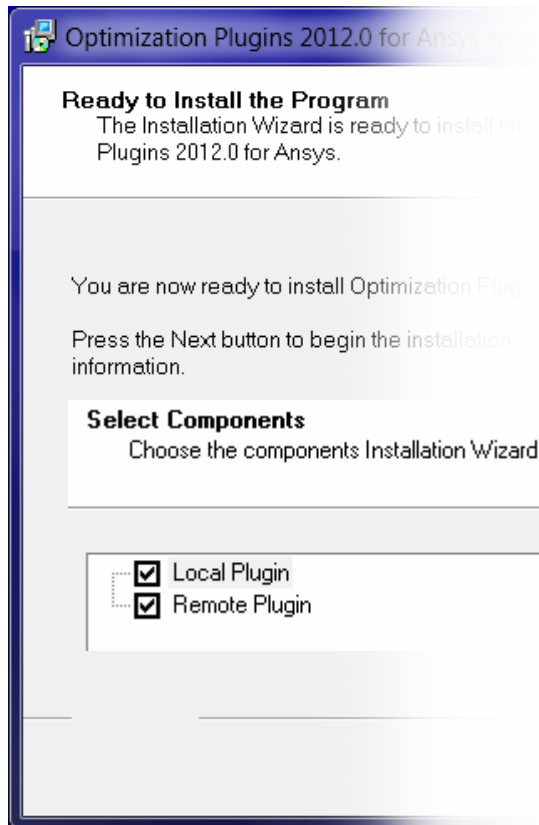 Optimization Plugins 2012.0 for Ansys
Ready to Install the Program
The Installation Wizard is ready to install the
Plugins 2012.0 for Ansys.
You are now ready to install Optimization Plugin
Press the Next button to begin the installation or
information.
Select Components
Choose the components Installation Wizard
Local Plugin
Remote Plugin